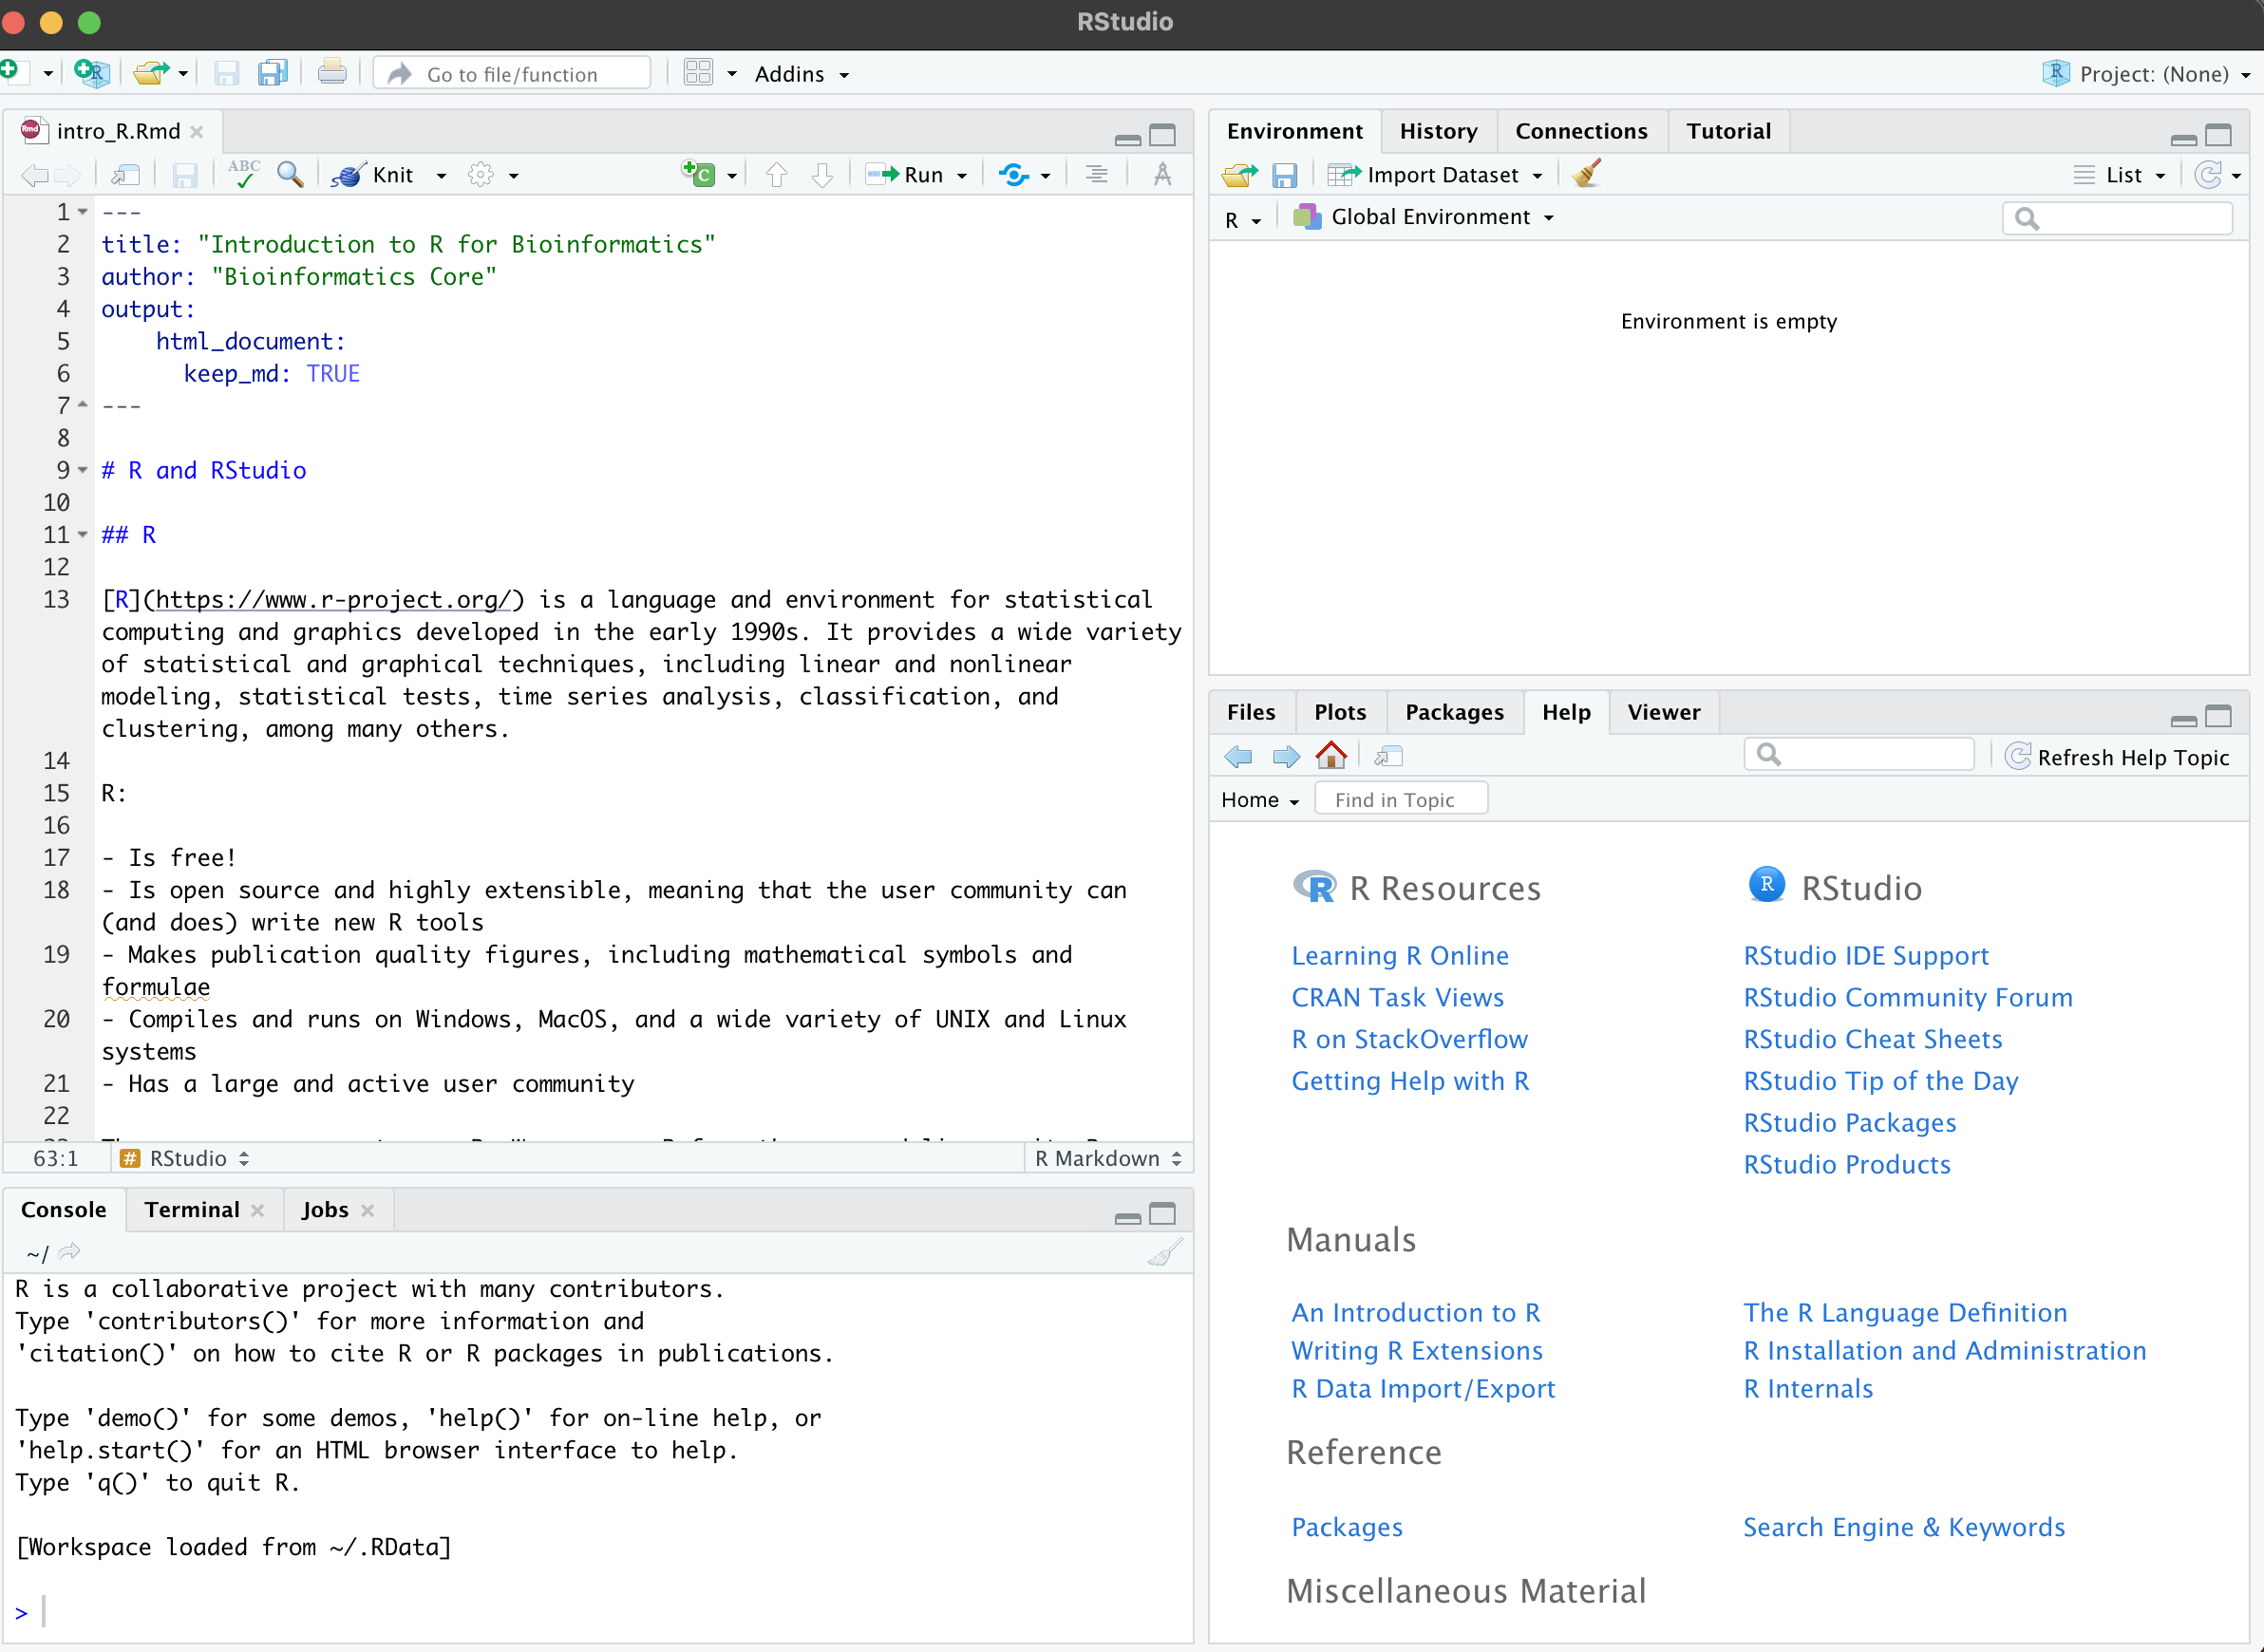 RStudio
Go to file/function
Addins
Project: (None)
intro_R.Rmd
ABC
Knit
Run
1 ---
2 title: "Introduction to R for Bioinformatics"
3 author: "Bioinformatics Core"
4 output:
5     html_document:
6       keep_md: TRUE
7 ---
8
9 # R and RStudio
10
11 ## R
12
13 [R](https://www.r-project.org/) is a language and environment for statistical
computing and graphics developed in the early 1990s. It provides a wide variety
of statistical and graphical techniques, including linear and nonlinear
modeling, statistical tests, time series analysis, classification, and
clustering, among many others.
14
15 R:
16
17 - Is free!
18 - Is open source and highly extensible, meaning that the user community can
(and does) write new R tools
19 - Makes publication quality figures, including mathematical symbols and
formulae
20 - Compiles and runs on Windows, MacOS, and a wide variety of UNIX and Linux
systems
21 - Has a large and active user community
22
63:1 # RStudio R Markdown
Console Terminal Jobs
~/
R is a collaborative project with many contributors.
Type 'contributors()' for more information and
'citation()' on how to cite R or R packages in publications.
Type 'demo()' for some demos, 'help()' for on-line help, or
'help.start()' for an HTML browser interface to help.
Type 'q()' to quit R.
[Workspace loaded from ~/.RData]
>
Environment History Connections Tutorial
Import Dataset List
R Global Environment
Environment is empty
Files Plots Packages Help Viewer
Refresh Help Topic
Home Find in Topic
R Resources
Learning R Online
CRAN Task Views
R on StackOverflow
Getting Help with R
RStudio
RStudio IDE Support
RStudio Community Forum
RStudio Cheat Sheets
RStudio Tip of the Day
RStudio Packages
RStudio Products
Manuals
An Introduction to R
Writing R Extensions
R Data Import/Export
The R Language Definition
R Installation and Administration
R Internals
Reference
Packages
Search Engine & Keywords
Miscellaneous Material